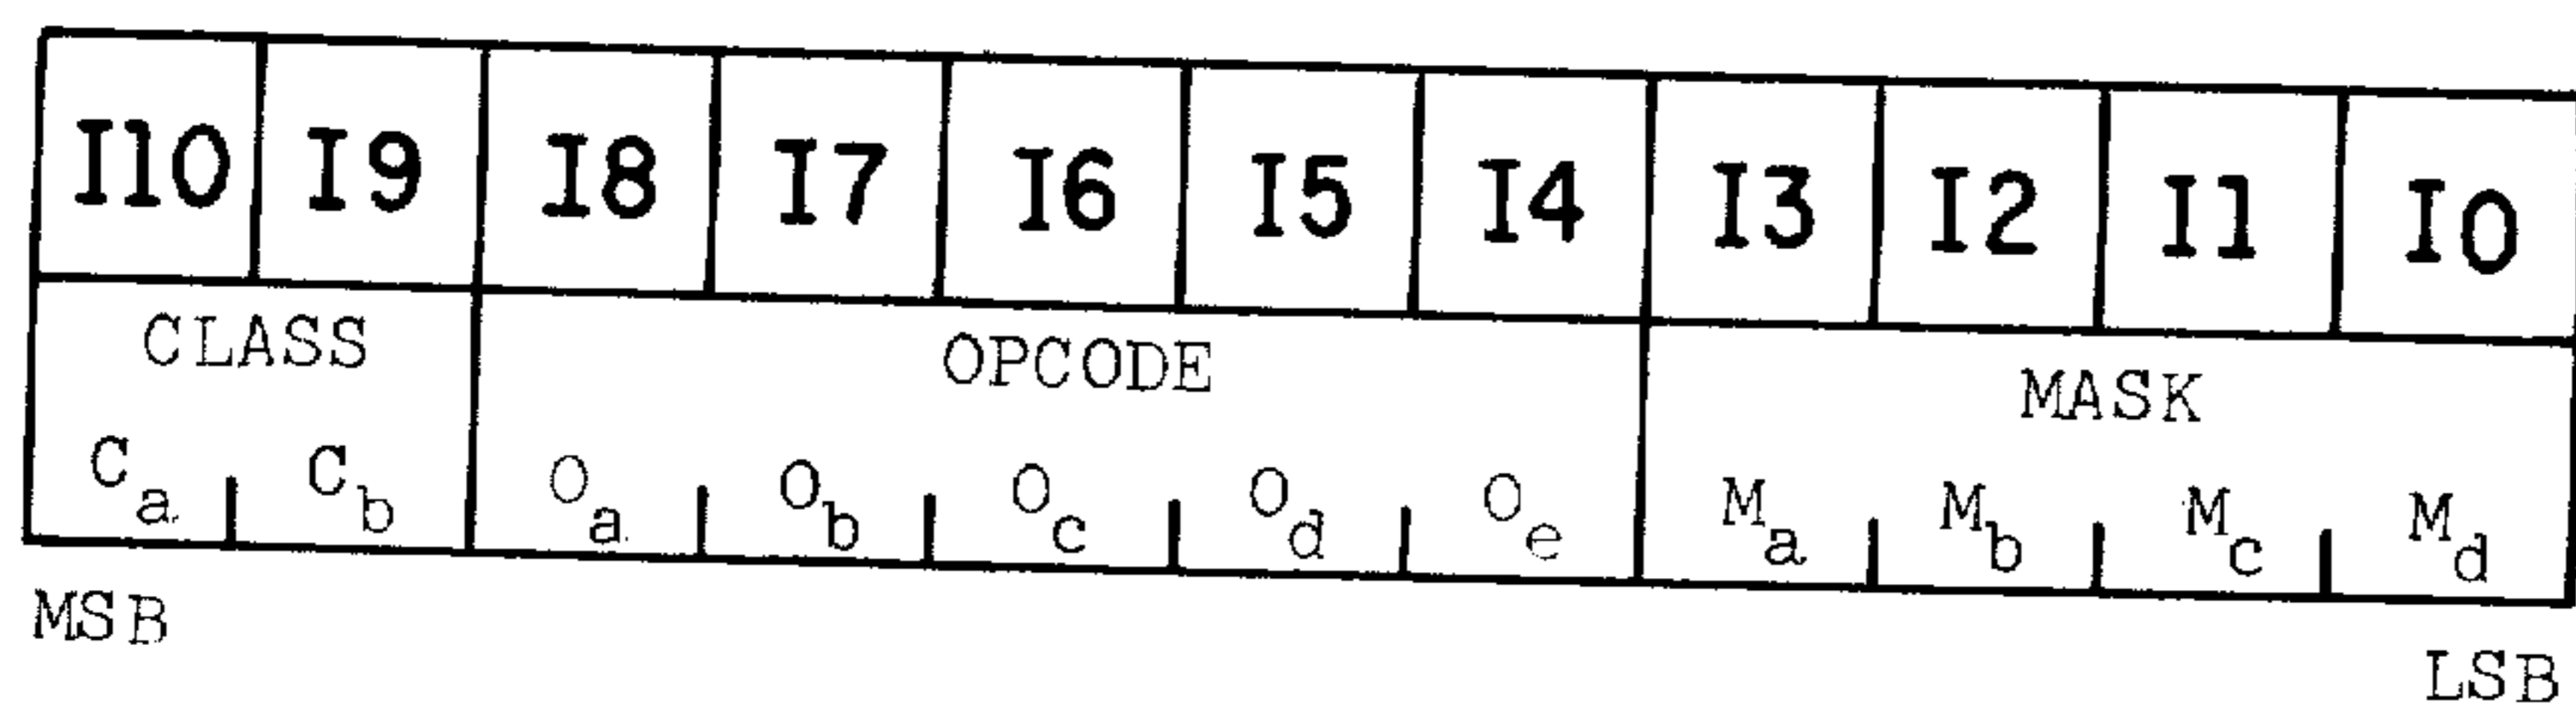 I10 I9 I8 I7 I6 I5 I4 I3 I2 I1 I0
CLASS OPCODE MASK
Ca Cb Oa Ob Oc Od Oe Ma Mb Mc Md
MSB LSB